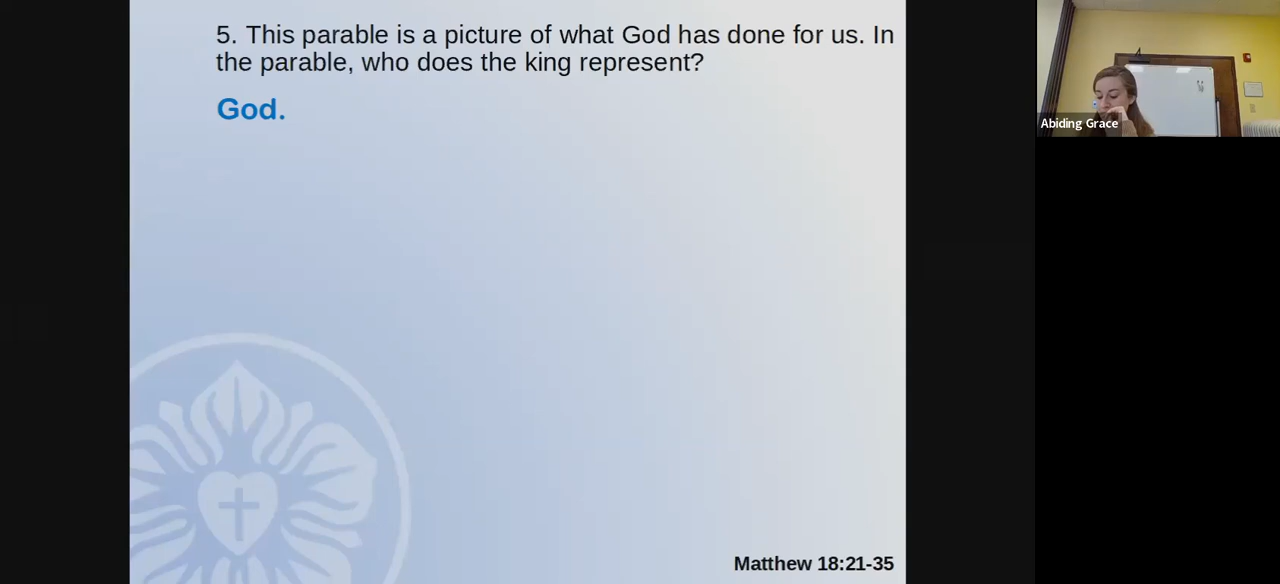 5. This parable is a picture of what God has done for us. In
the parable, who does the king represent?
God.
Matthew 18:21-35
Abiding Grace